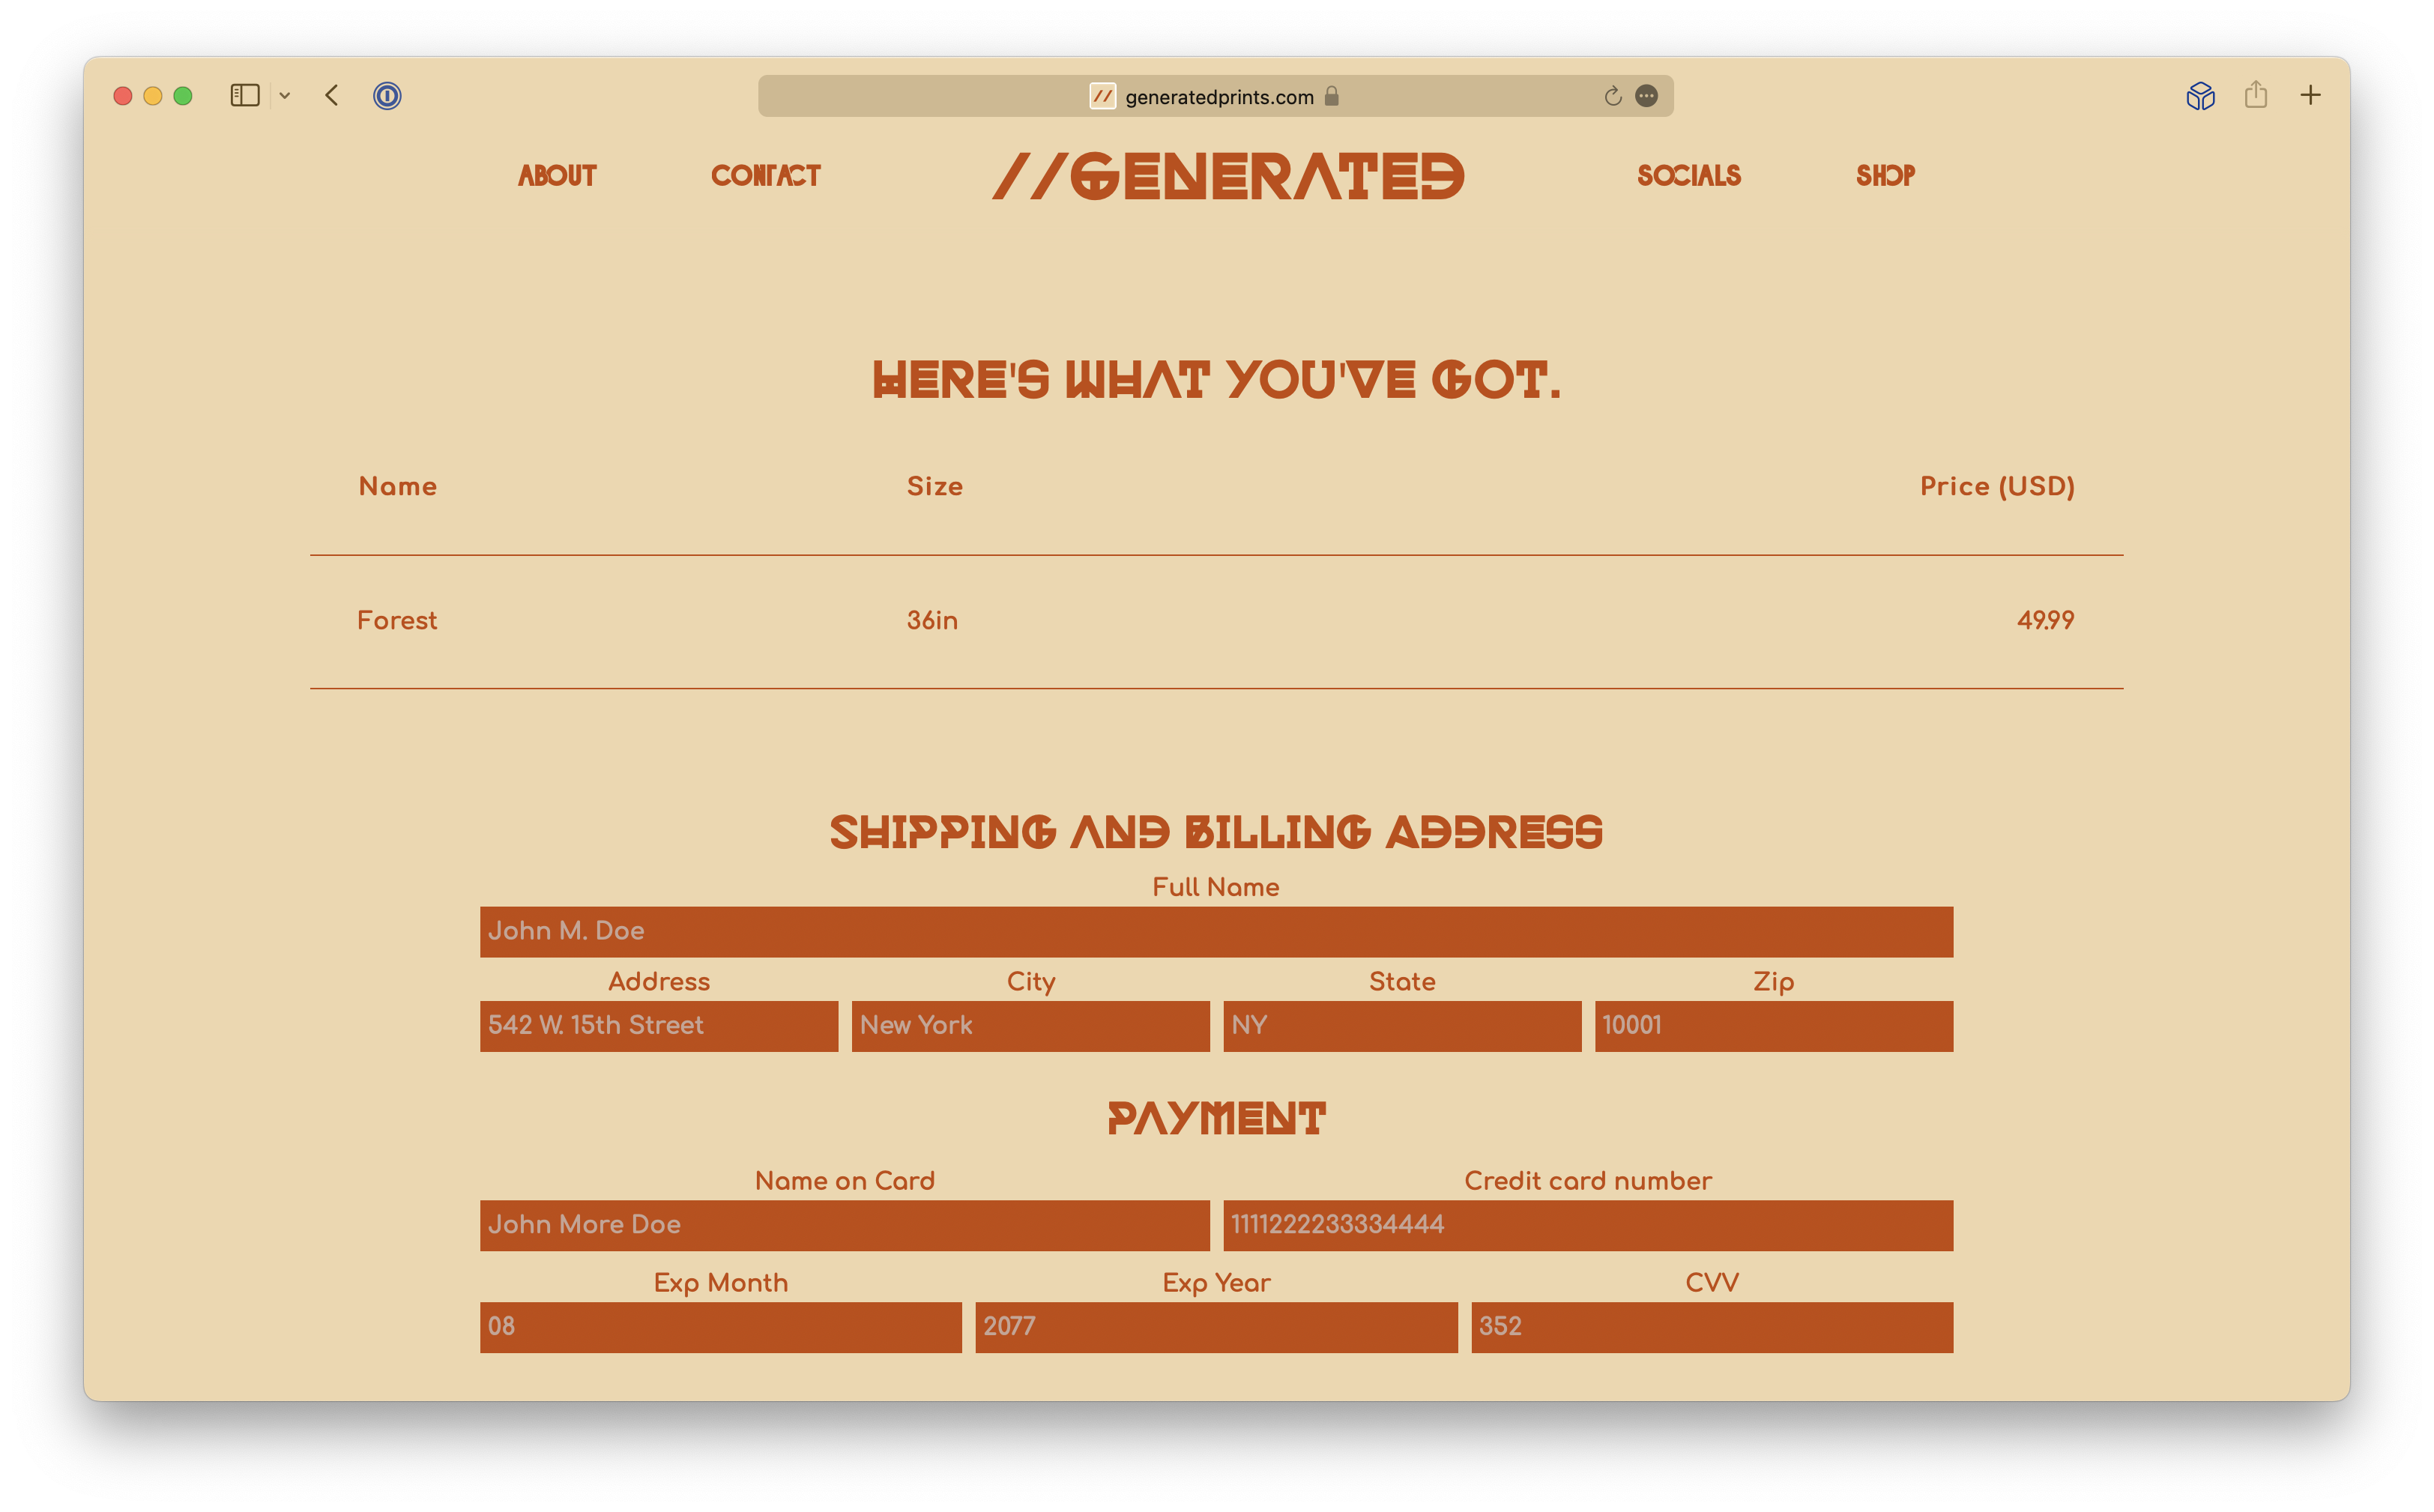 generatedprints.com
ABOUT CONTACT //GENERATED SOCIALS SHOP
HERE'S WHAT YOU'VE GOT.
Name Size Price (USD)
Forest 36in 49.99
SHIPPING AND BILLING ADDRESS
Full Name
John M. Doe
Address City State Zip
542 W. 15th Street New York NY 10001
PAYMENT
Name on Card Credit card number
John More Doe 1111222233334444
Exp Month Exp Year CVV
08 2077 352